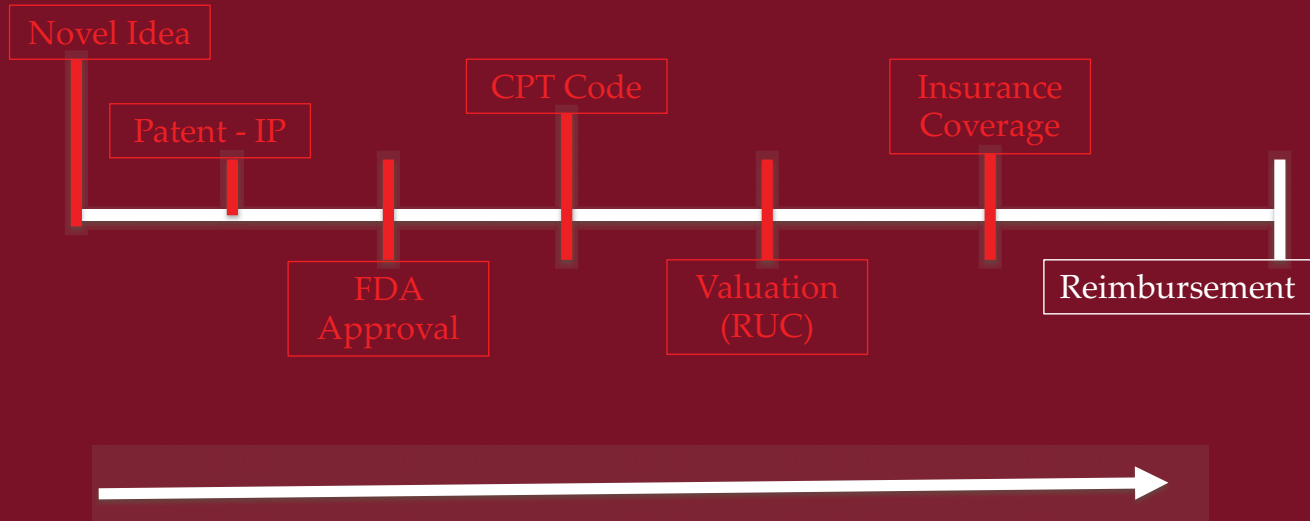 Novel Idea
Patent - IP
FDA
Approval
CPT Code
Valuation
(RUC)
Insurance
Coverage
Reimbursement